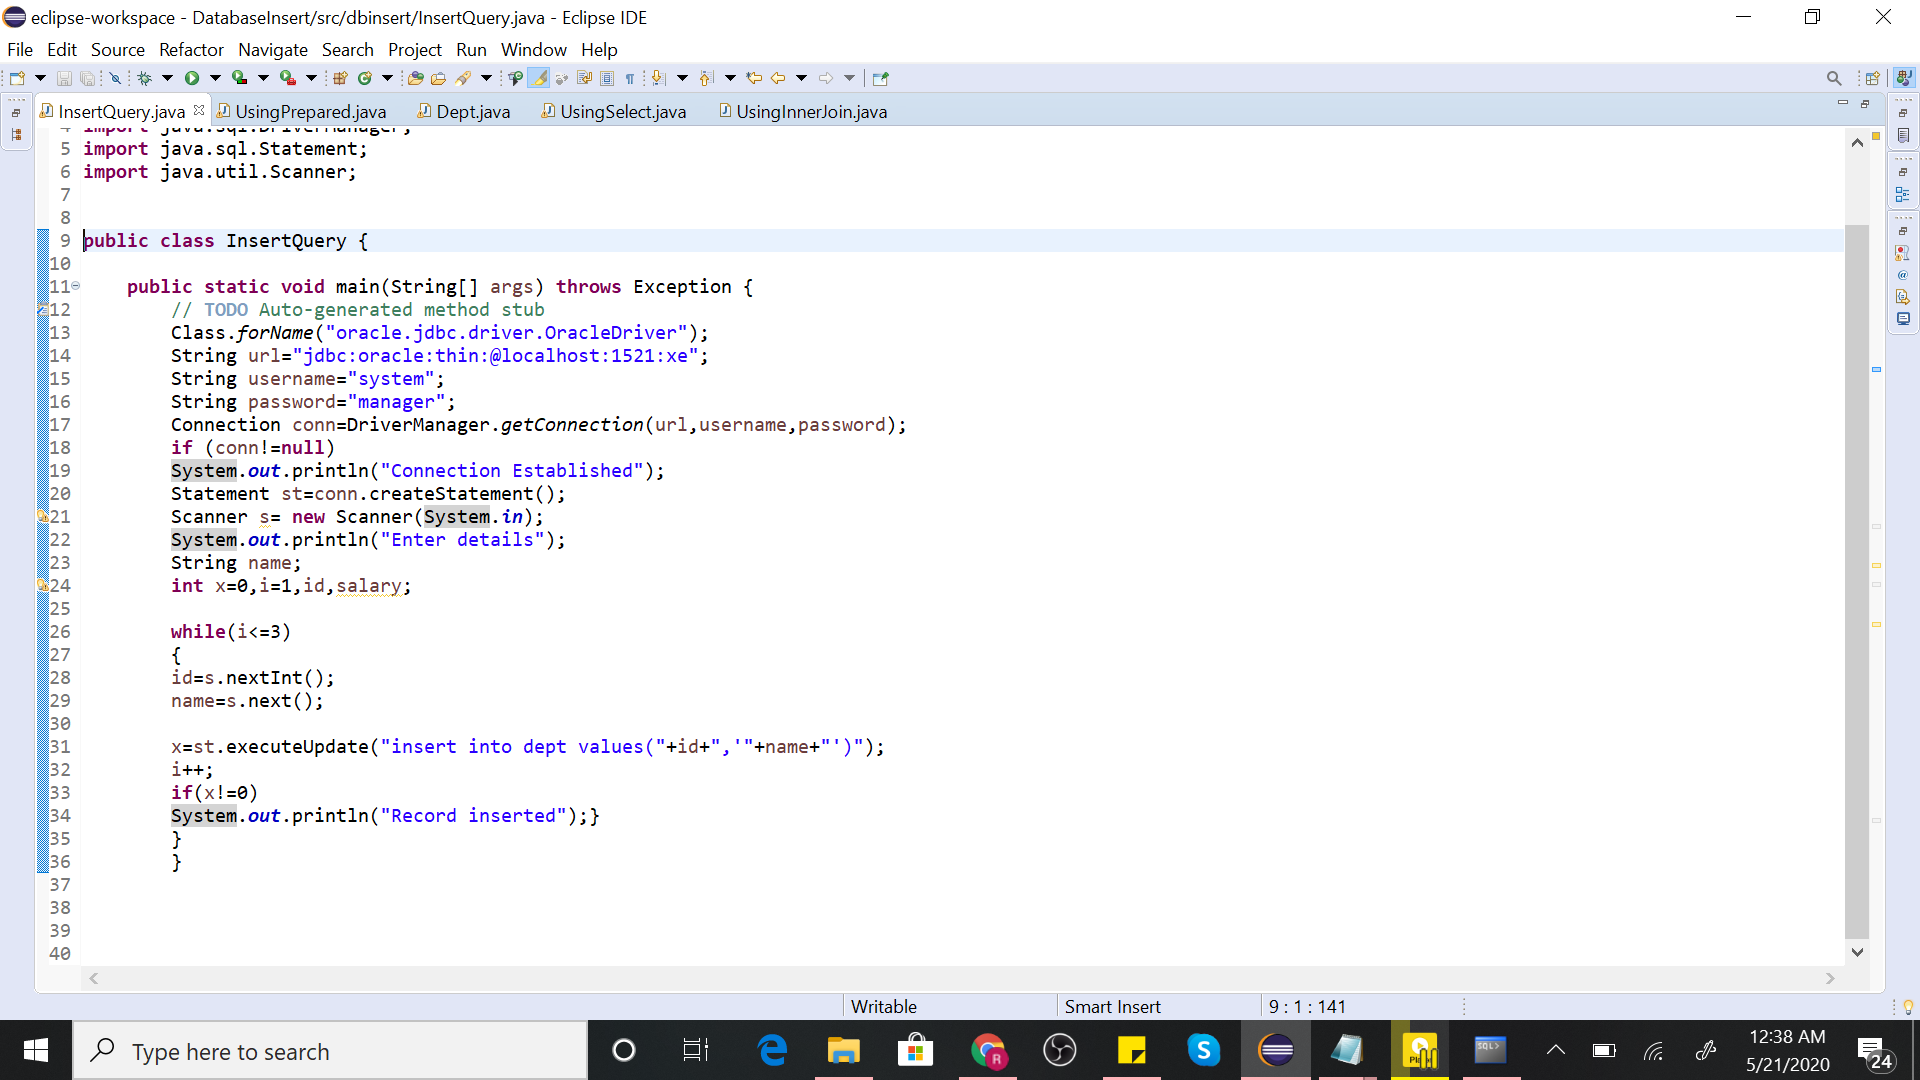 eclipse-workspace - DatabaseInsert/src/dbinsert/InsertQuery.java - Eclipse IDE
File Edit Source Refactor Navigate Search Project Run Window Help
InsertQuery.java UsingPrepared.java Dept.java UsingSelect.java UsingInnerJoin.java
4 import java.sql.DriverManager;
5 import java.sql.Statement;
6 import java.util.Scanner;
7
8
9 public class InsertQuery {
10
11 public static void main(String[] args) throws Exception {
12 // TODO Auto-generated method stub
13 Class.forName("oracle.jdbc.driver.OracleDriver");
14 String url="jdbc:oracle:thin:@localhost:1521:xe";
15 String username="system";
16 String password="manager";
17 Connection conn=DriverManager.getConnection(url,username,password);
18 if (conn!=null)
19 System.out.println("Connection Established");
20 Statement st=conn.createStatement();
21 Scanner s= new Scanner(System.in);
22 System.out.println("Enter details");
23 String name;
24 int x=0,i=1,id,salary;
25
26 while(i<=3)
27 {
28 id=s.nextInt();
29 name=s.next();
30
31 x=st.executeUpdate("insert into dept values("+id+",'"+name+"')");
32 i++;
33 if(x!=0)
34 System.out.println("Record inserted");}
35 }
36 }
37
38
39
40
Writable Smart Insert 9 : 1 : 141
Type here to search
R
S
SQL>
12:38 AM
5/21/2020
24